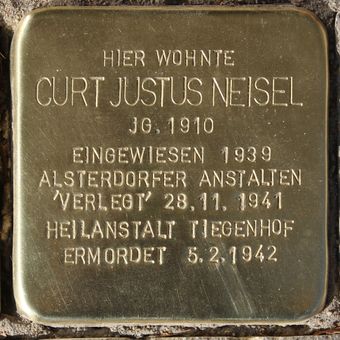 HIER WOHNTE
CURT JUSTUS NEISEL
JG. 1910
EINGEWIESEN 1939
ALSTERDORFER ANSTALTEN
'VERLEGT' 28.11. 1941
HEILANSTALT TIEGENHOF
ERMORDET 5.2.1942